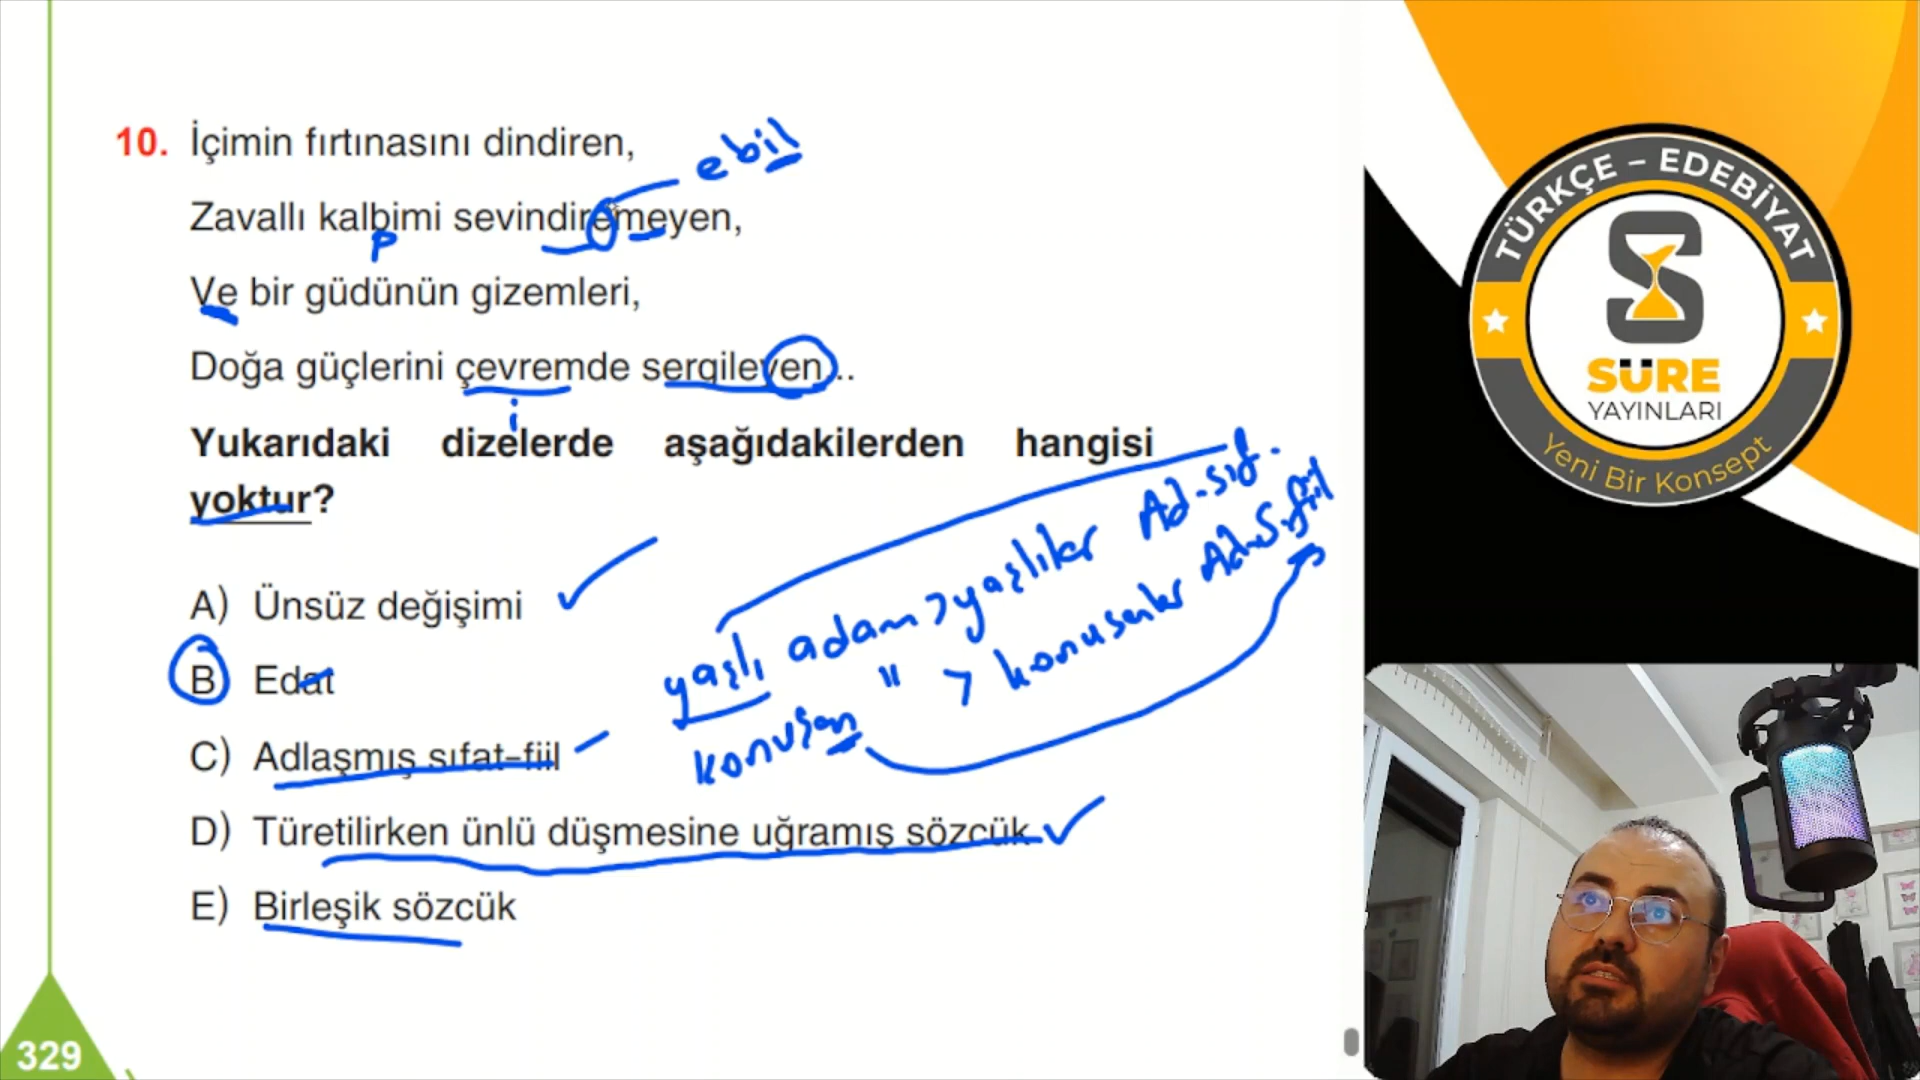 10. İçimin fırtınasını dindiren,
ebil
Zavallı kalbimi sevindiremeyen,
p
Ve bir güdünün gizemleri,
Doğa güçlerini çevremde sergileyen...
i
Yukarıdaki dizelerde aşağıdakilerden hangisi
yoktur?
A) Ünsüz değişimi
B) Edat
C) Adlaşmış sıfat-fiil
D) Türetilirken ünlü düşmesine uğramış sözcük
E) Birleşik sözcük
yaşlı adam > yaşlılar Ad-sıf.
konuşan " > konuşanlar Ad-Sıffiil
329
TÜRKÇE – EDEBİYAT
S
SÜRE
YAYINLARI
Yeni Bir Konsept